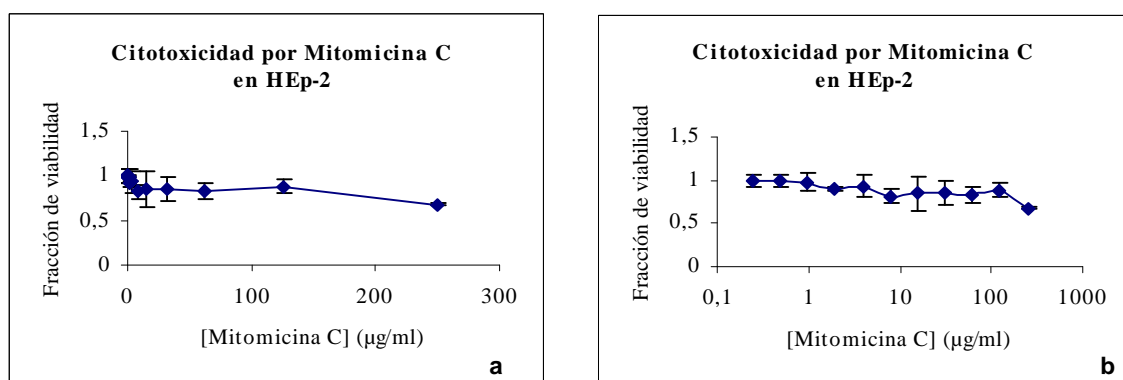 Citotoxicidad por Mitomicina C
en HEp-2
Fracción de viabilidad
1,5
1
0,5
0
0
100
200
300
[Mitomicina C] (µg/ml)
a
Citotoxicidad por Mitomicina C
en HEp-2
Fracción de viabilidad
1,5
1
0,5
0
0,1
1
10
100
1000
[Mitomicina C] (µg/ml)
b